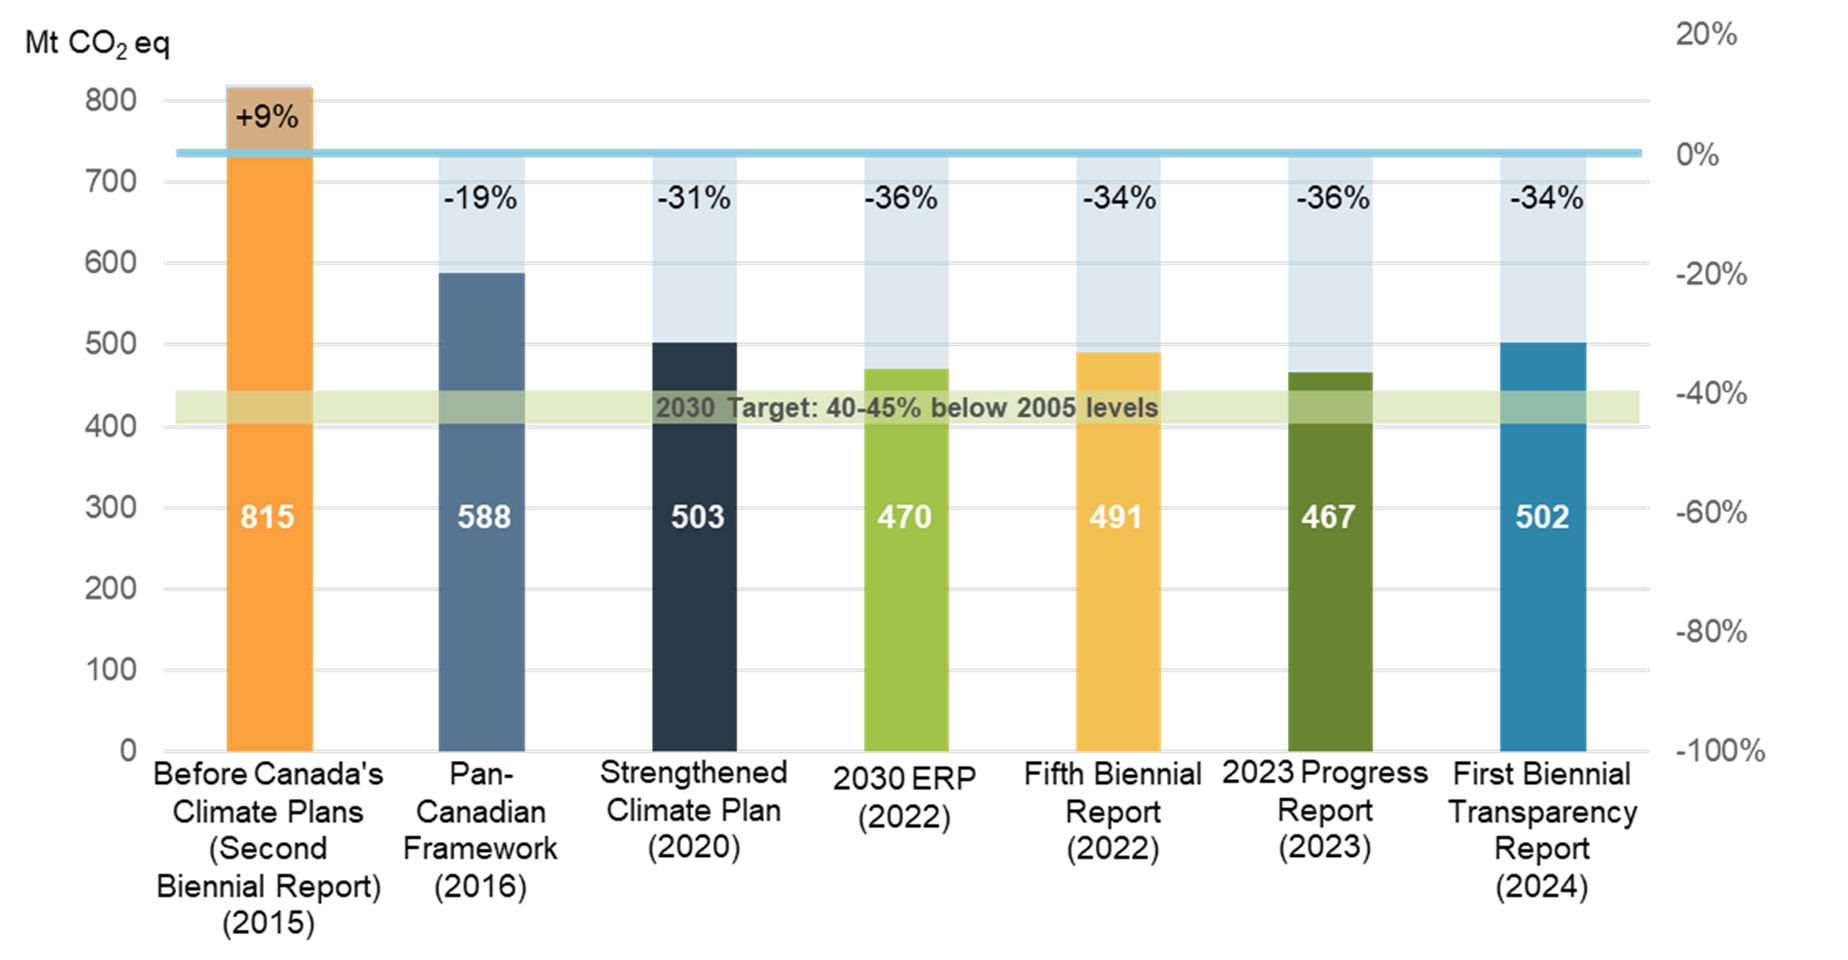 Mt CO₂ eq
20%
800
+9%
0%
700
-19%
-31%
-36%
-34%
-36%
-34%
600
-20%
500
-40%
2030 Target: 40-45% below 2005 levels
400
300
815
588
503
470
491
467
502
-60%
200
-80%
100
0
-100%
Before Canada's
Climate Plans
(Second
Biennial Report)
(2015)
Pan-
Canadian
Framework
(2016)
Strengthened
Climate Plan
(2020)
2030 ERP
(2022)
Fifth Biennial
Report
(2022)
2023 Progress
Report
(2023)
First Biennial
Transparency
Report
(2024)